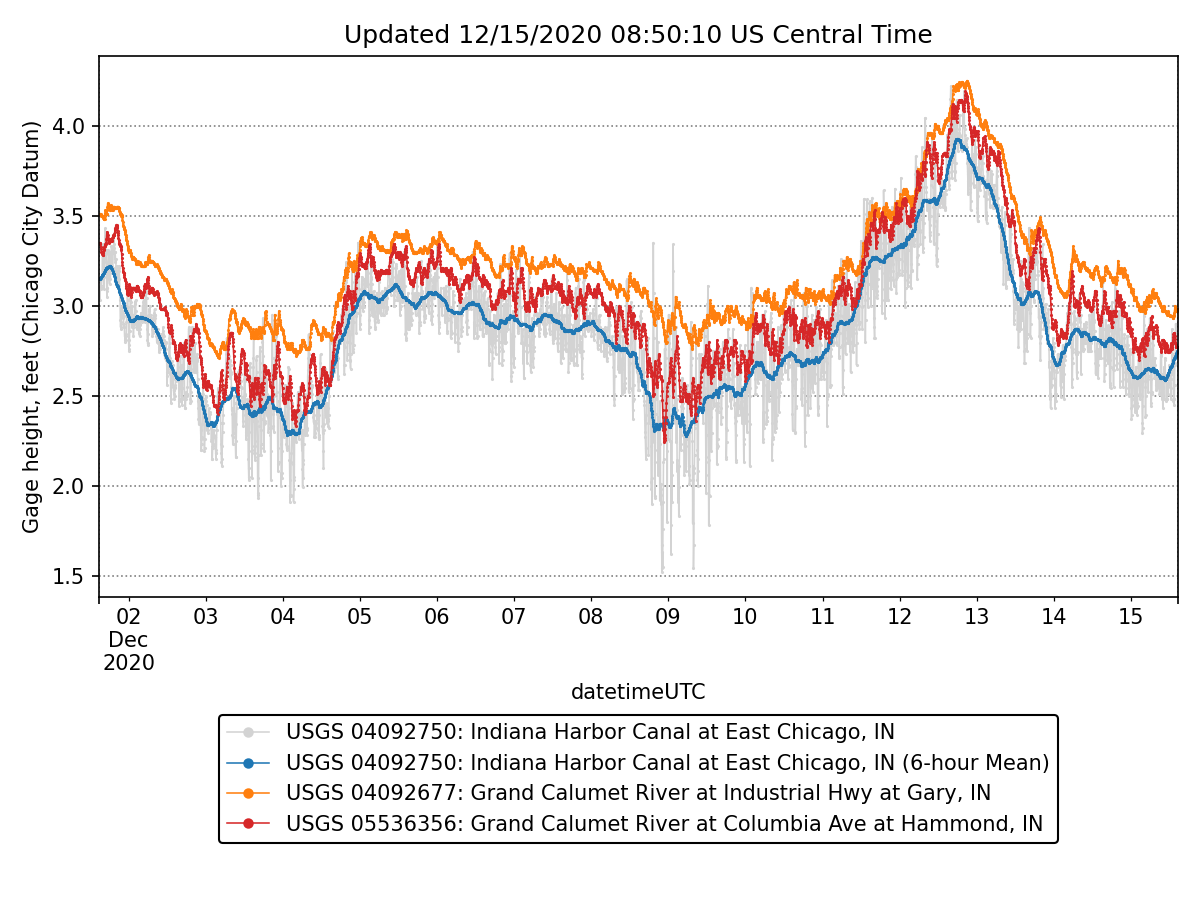 Updated 12/15/2020 08:50:10 US Central Time
Gage height, feet (Chicago City Datum)
4.0
3.5
3.0
2.5
2.0
1.5
02 03 04 05 06 07 08 09 10 11 12 13 14 15
Dec
2020
datetimeUTC
USGS 04092750: Indiana Harbor Canal at East Chicago, IN
USGS 04092750: Indiana Harbor Canal at East Chicago, IN (6-hour Mean)
USGS 04092677: Grand Calumet River at Industrial Hwy at Gary, IN
USGS 05536356: Grand Calumet River at Columbia Ave at Hammond, IN